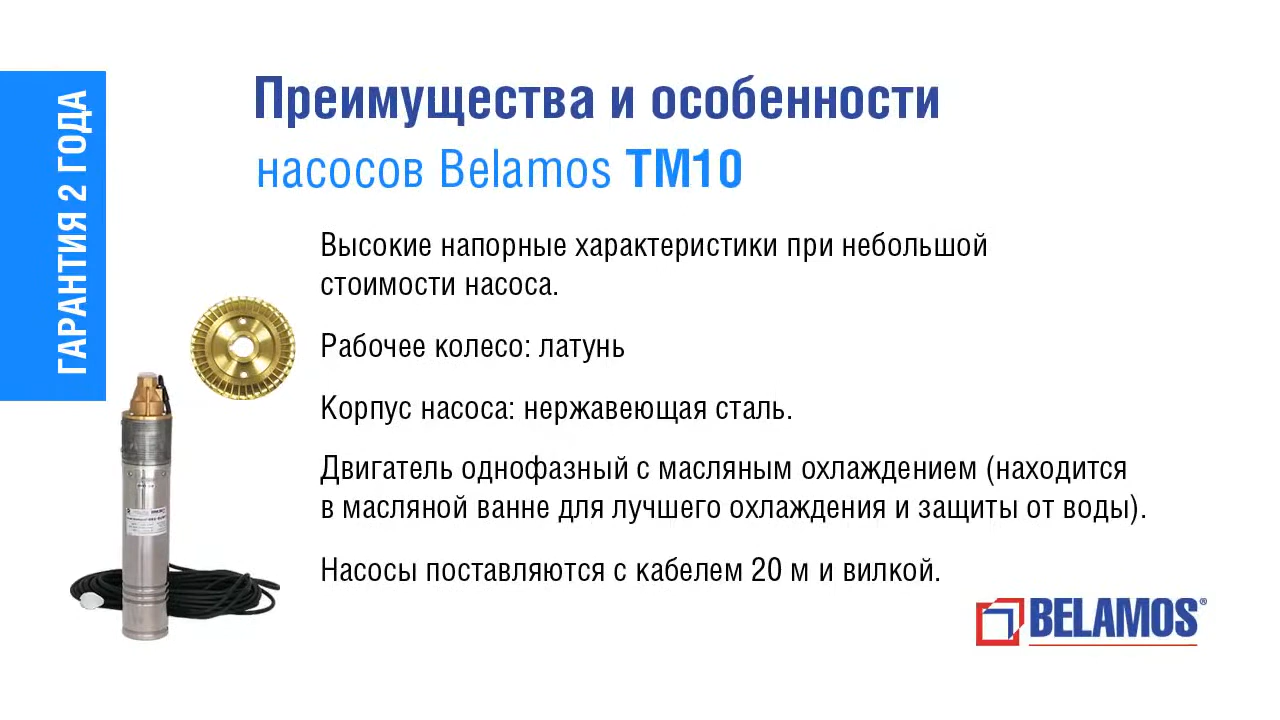 ГАРАНТИЯ 2 ГОДА
Преимущества и особенности
насосов Belamos TM10
Высокие напорные характеристики при небольшой
стоимости насоса.
Рабочее колесо: латунь
Корпус насоса: нержавеющая сталь.
Двигатель однофазный с масляным охлаждением (находится
в масляной ванне для лучшего охлаждения и защиты от воды).
Насосы поставляются с кабелем 20 м и вилкой.
BELAMOS®